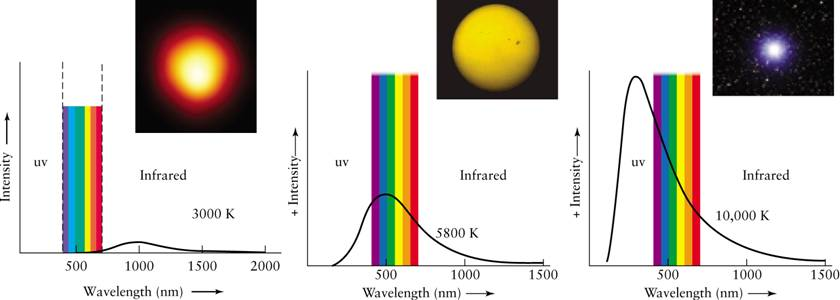 Intensity
uv
Infrared
3000 K
500
1000
1500
2000
Wavelength (nm)
+ Intensity
uv
Infrared
5800 K
500
1000
1500
Wavelength (nm)
+ Intensity
uv
Infrared
10,000 K
500
1000
1500
Wavelength (nm)